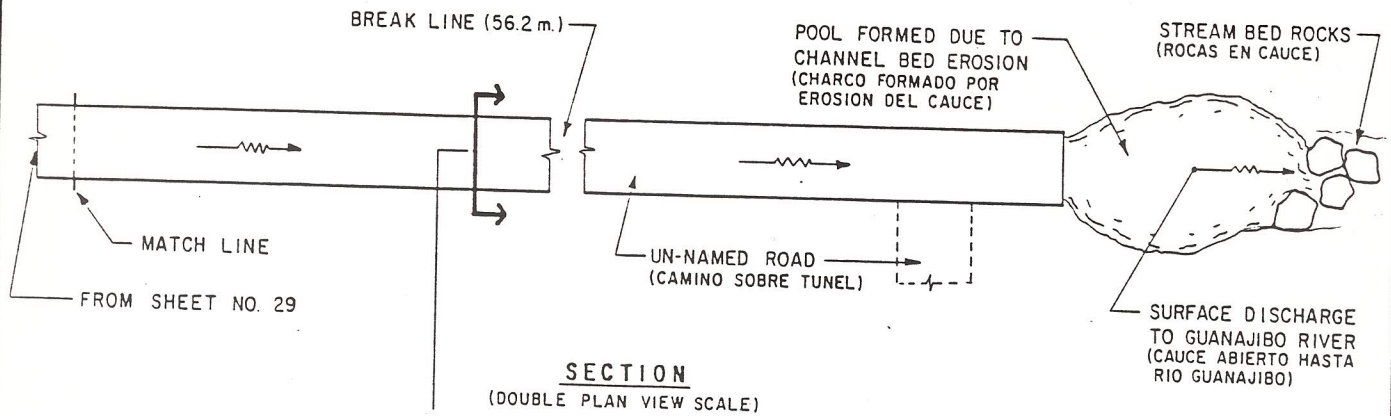 BREAK LINE (56.2 m.)
POOL FORMED DUE TO
CHANNEL BED EROSION
(CHARCO FORMADO POR
EROSION DEL CAUCE)
STREAM BED ROCKS
(ROCAS EN CAUCE)
MATCH LINE
FROM SHEET NO. 29
UN-NAMED ROAD
(CAMINO SOBRE TUNEL)
SURFACE DISCHARGE
TO GUANAJIBO RIVER
(CAUCE ABIERTO HASTA
RIO GUANAJIBO)
SECTION
(DOUBLE PLAN VIEW SCALE)